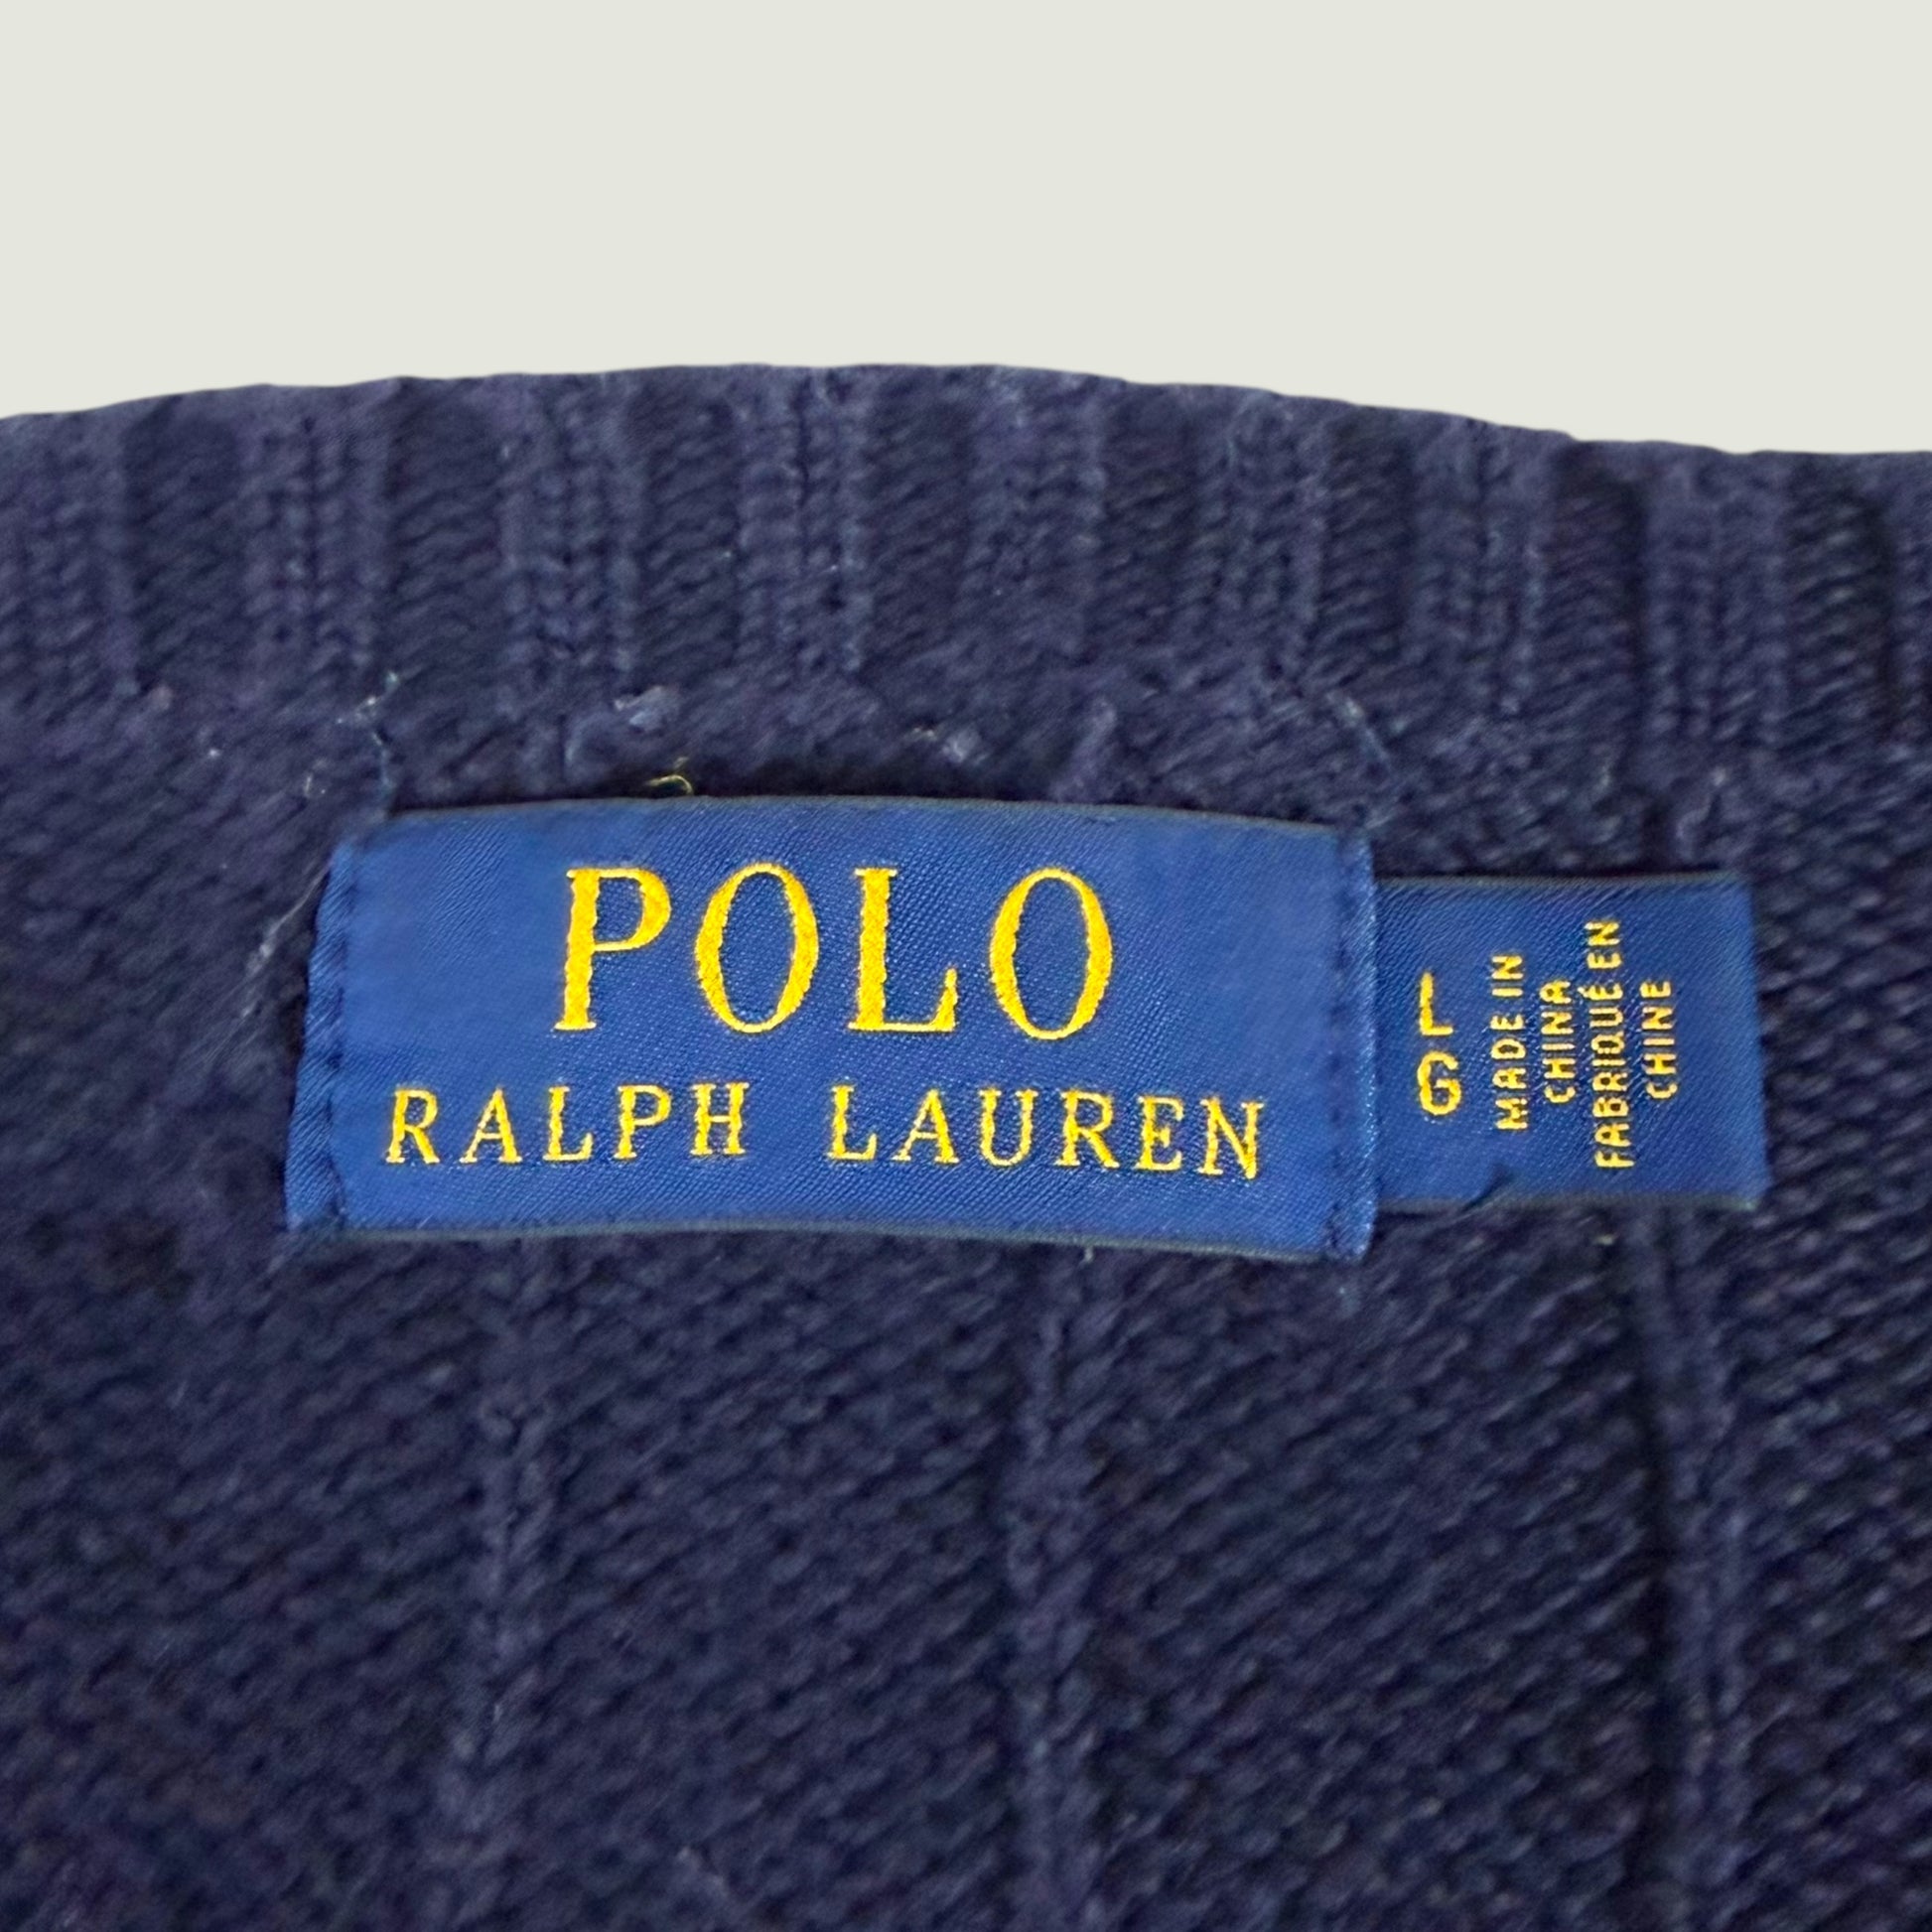 POLO
RALPH LAUREN
L
G
MADE IN
CHINA
FABRIQUÉ EN
CHINE